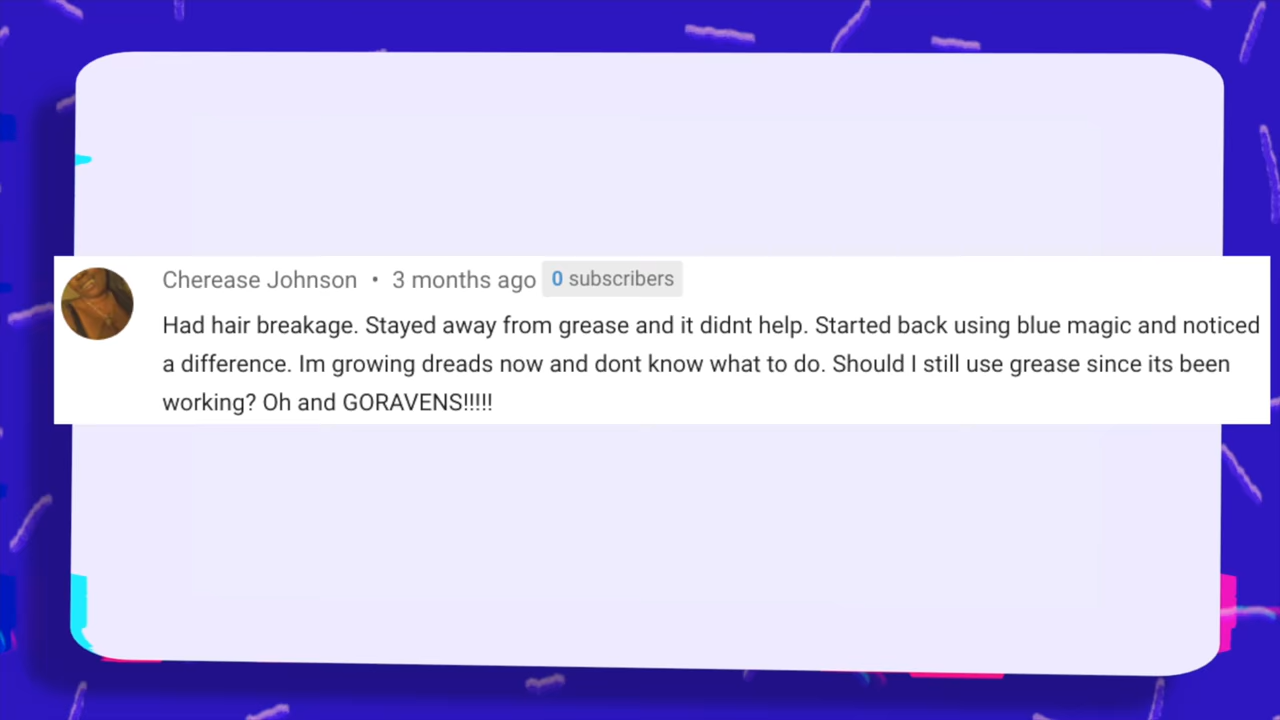 Cherease Johnson • 3 months ago 0 subscribers
Had hair breakage. Stayed away from grease and it didnt help. Started back using blue magic and noticed
a difference. Im growing dreads now and dont know what to do. Should I still use grease since its been
working? Oh and GORAVENS!!!!!